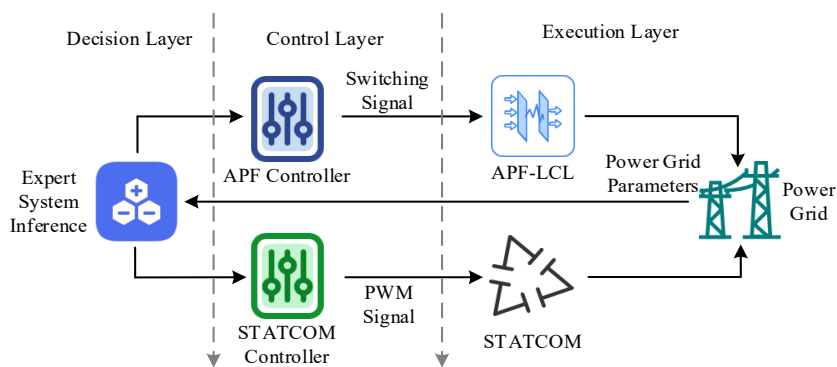 Decision Layer
Control Layer
Execution Layer
Switching
Signal
APF Controller
APF-LCL
Power Grid
Parameters
Expert
System
Inference
Power
Grid
STATCOM
Controller
PWM
Signal
STATCOM